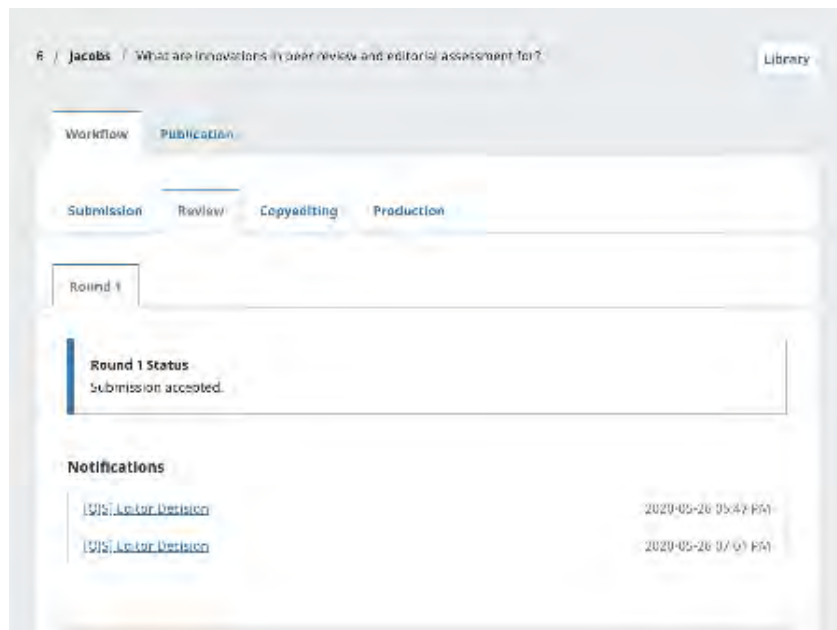 6 / Jacobs / What are innovations in peer review and editorial assessment for?
Library
Workflow Publication
Submission Review Copyediting Production
Round 1
Round 1 Status
Submission accepted.
Notifications
[OJS] Editor Decision 2020-05-26 05:47 PM
[OJS] Editor Decision 2020-05-26 07:01 PM